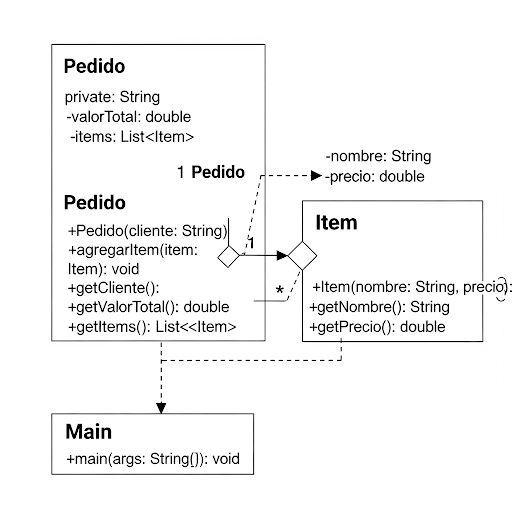 Pedido
private: String
-valorTotal: double
-items: List<Item>
1 Pedido
Pedido
+Pedido(cliente: String)
+agregarItem(item:
Item): void
+getCliente():
+getValorTotal(): double
+getItems(): List<<Item>
1
*
-nombre: String
-precio: double
Item
+Item(nombre: String, precio):
+getNombre(): String
+getPrecio(): double
Main
+main(args: String[]): void